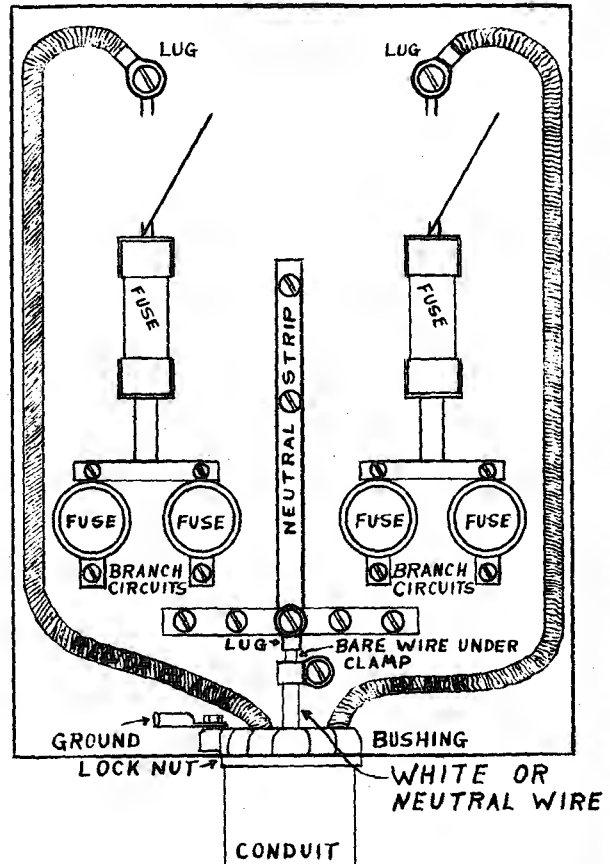 LUG
LUG
FUSE
FUSE
NEUTRAL STRIP
FUSE
FUSE
FUSE
FUSE
BRANCH
CIRCUITS
BRANCH
CIRCUITS
LUG
BARE WIRE UNDER
CLAMP
GROUND
BUSHING
LOCK NUT
WHITE OR
NEUTRAL WIRE
CONDUIT